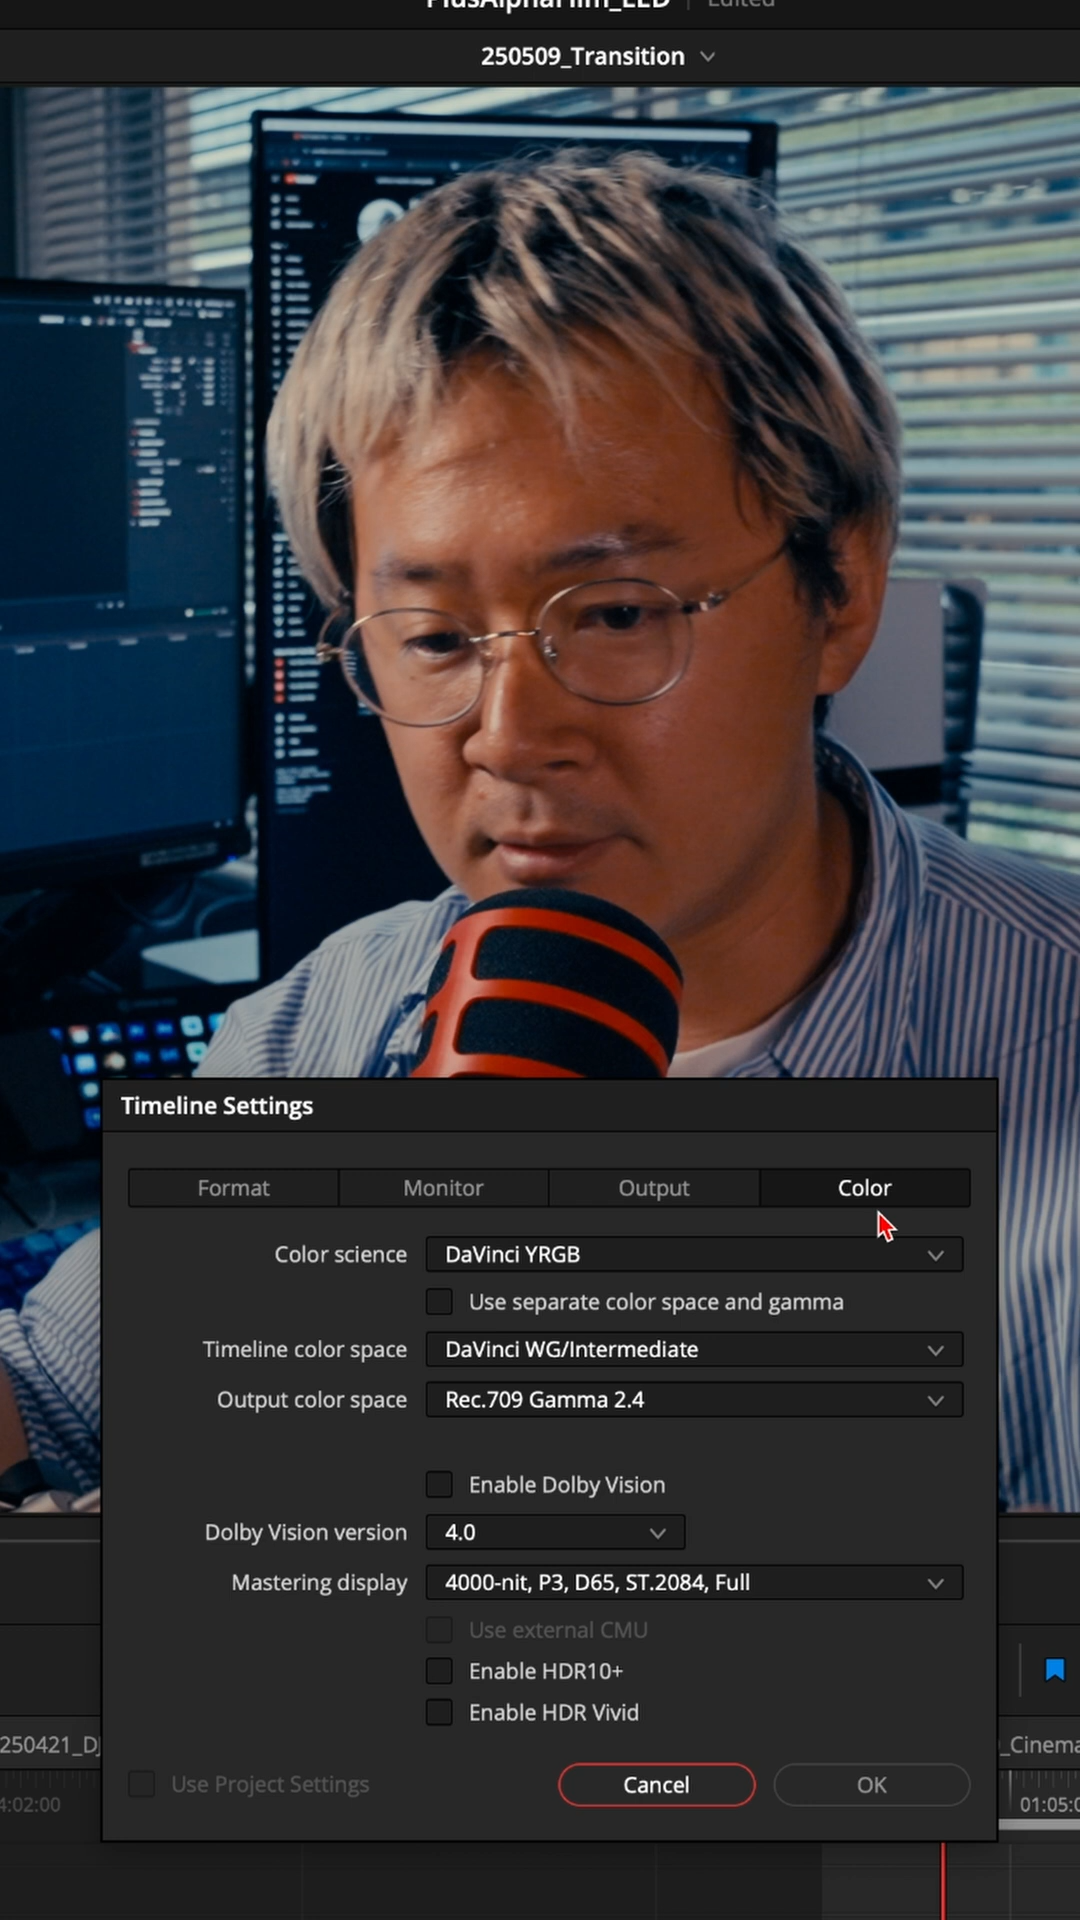 PlusAlphaFilm_LED Edited
250509_Transition
Timeline Settings
Format Monitor Output Color
Color science DaVinci YRGB
Use separate color space and gamma
Timeline color space DaVinci WG/Intermediate
Output color space Rec.709 Gamma 2.4
Enable Dolby Vision
Dolby Vision version 4.0
Mastering display 4000-nit, P3, D65, ST.2084, Full
Use external CMU
Enable HDR10+
Enable HDR Vivid
250421_D
_Cinema
Use Project Settings Cancel OK
4:02:00
01:05:0